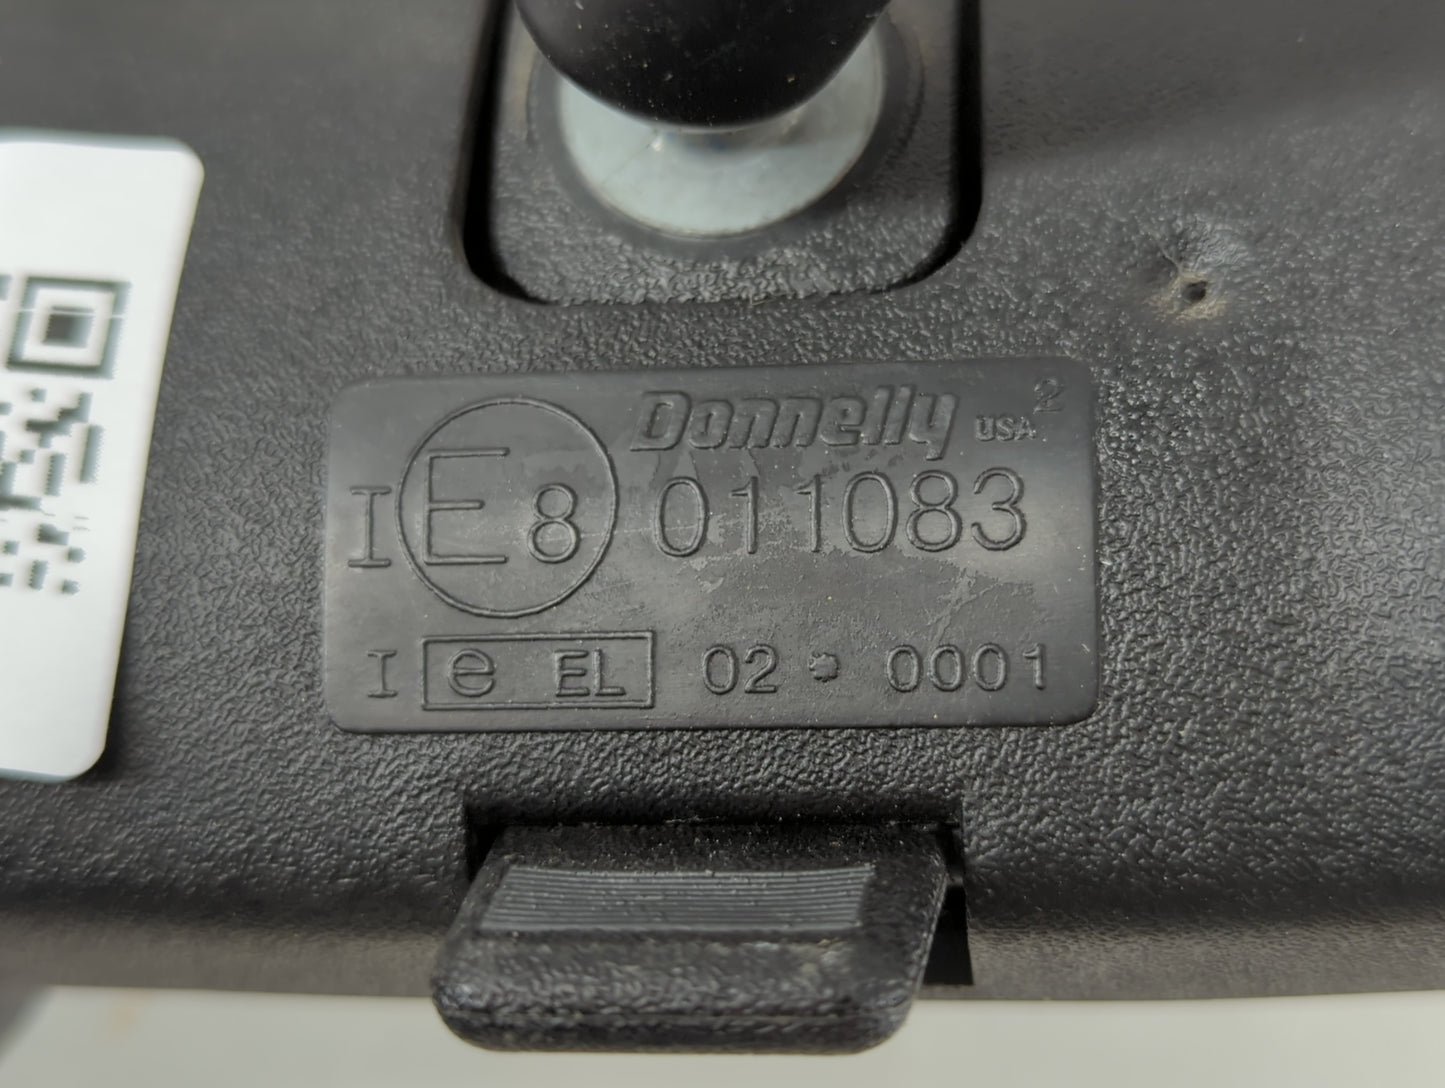 Donnelly USA 2
I E 8 011083
I e EL 02 * 0001